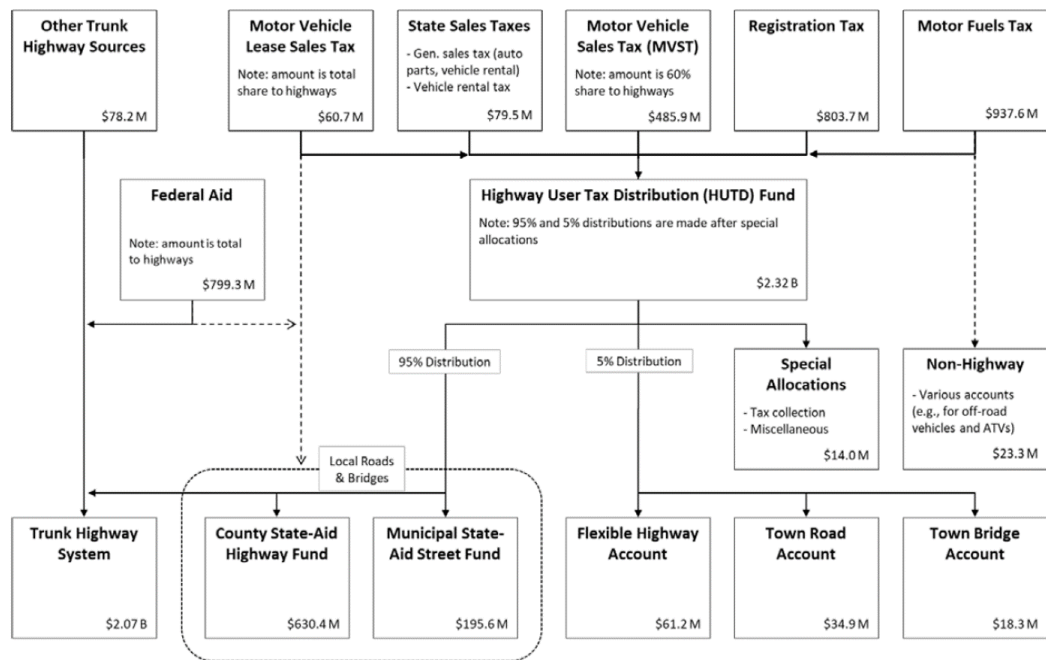 Other Trunk
Highway Sources
$78.2 M
Motor Vehicle
Lease Sales Tax
Note: amount is total
share to highways
$60.7 M
State Sales Taxes
- Gen. sales tax (auto
parts, vehicle rental)
- Vehicle rental tax
$79.5 M
Motor Vehicle
Sales Tax (MVST)
Note: amount is 60%
share to highways
$485.9 M
Registration Tax
$803.7 M
Motor Fuels Tax
$937.6 M
Federal Aid
Note: amount is total
to highways
$799.3 M
Highway User Tax Distribution (HUTD) Fund
Note: 95% and 5% distributions are made after special
allocations
$2.32 B
95% Distribution
5% Distribution
Special
Allocations
- Tax collection
- Miscellaneous
$14.0 M
Non-Highway
- Various accounts
(e.g., for off-road
vehicles and ATVs)
$23.3 M
Local Roads
& Bridges
Trunk Highway
System
$2.07 B
County State-Aid
Highway Fund
$630.4 M
Municipal State-
Aid Street Fund
$195.6 M
Flexible Highway
Account
$61.2 M
Town Road
Account
$34.9 M
Town Bridge
Account
$18.3 M